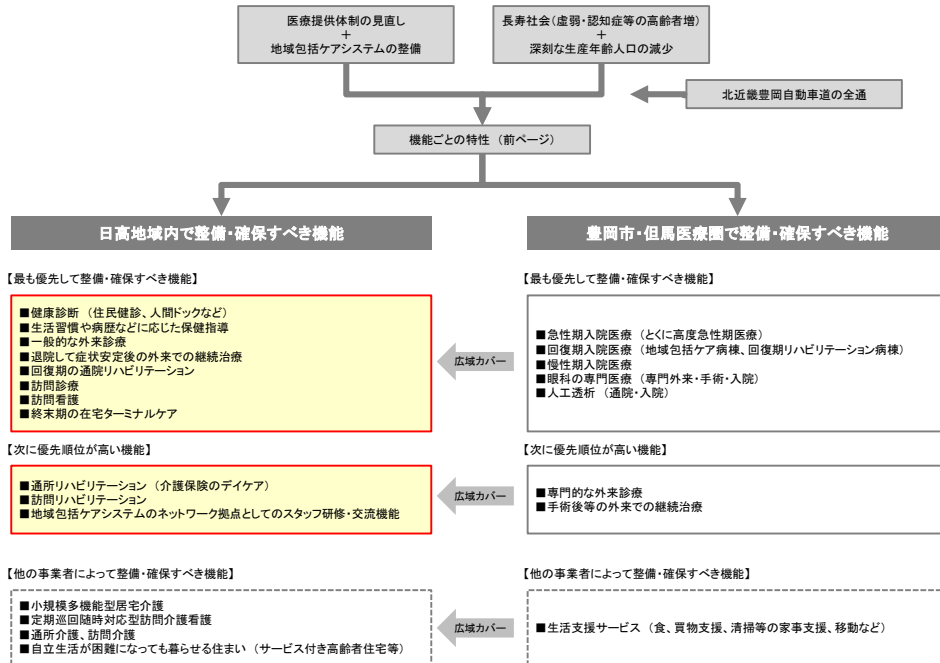 医療提供体制の見直し
+
地域包括ケアシステムの整備
長寿社会(虚弱・認知症等の高齢者増)
+
深刻な生産年齢人口の減少
北近畿豊岡自動車道の全通
機能ごとの特性（前ページ）
日高地域内で整備・確保すべき機能
【最も優先して整備・確保すべき機能】
■健康診断（住民健診、人間ドックなど）
■生活習慣や病歴などに応じた保健指導
■一般的な外来診療
■退院して症状安定後の外来での継続治療
■回復期の通院リハビリテーション
■訪問診療
■訪問看護
■終末期の在宅ターミナルケア
【次に優先順位が高い機能】
■通所リハビリテーション（介護保険のデイケア）
■訪問リハビリテーション
■地域包括ケアシステムのネットワーク拠点としてのスタッフ研修・交流機能
【他の事業者によって整備・確保すべき機能】
■小規模多機能型居宅介護
■定期巡回随時対応型訪問介護看護
■通所介護、訪問介護
■自立生活が困難になっても暮らせる住まい（サービス付き高齢者住宅等）
広域カバー
広域カバー
広域カバー
豊岡市・但馬医療圏で整備・確保すべき機能
【最も優先して整備・確保すべき機能】
■急性期入院医療（とくに高度急性期医療）
■回復期入院医療（地域包括ケア病棟、回復期リハビリテーション病棟）
■慢性期入院医療
■眼科の専門医療（専門外来・手術・入院）
■人工透析（通院・入院）
【次に優先順位が高い機能】
■専門的な外来診療
■手術後等の外来での継続治療
【他の事業者によって整備・確保すべき機能】
■生活支援サービス（食、買物支援、清掃等の家事支援、移動など）